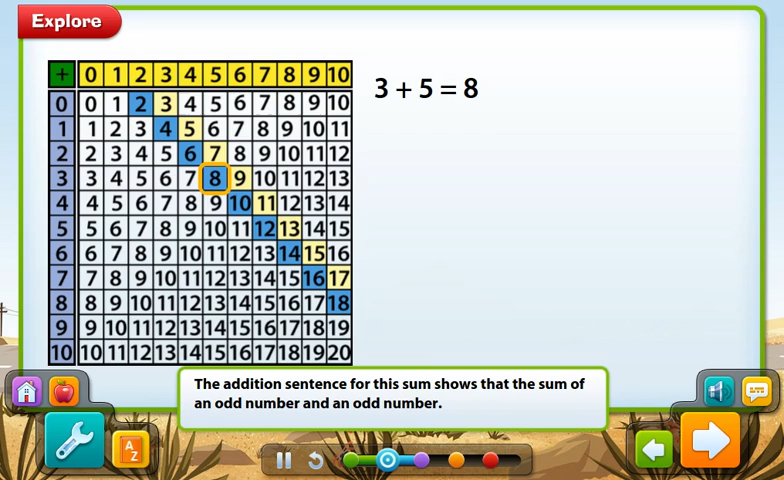 Explore
+ 0 1 2 3 4 5 6 7 8 9 10
0 0 1 2 3 4 5 6 7 8 9 10
1 1 2 3 4 5 6 7 8 9 10 11
2 2 3 4 5 6 7 8 9 10 11 12
3 3 4 5 6 7 8 9 10 11 12 13
4 4 5 6 7 8 9 10 11 12 13 14
5 5 6 7 8 9 10 11 12 13 14 15
6 6 7 8 9 10 11 12 13 14 15 16
7 7 8 9 10 11 12 13 14 15 16 17
8 8 9 10 11 12 13 14 15 16 17 18
9 9 10 11 12 13 14 15 16 17 18 19
10 10 11 12 13 14 15 16 17 18 19 20
3 + 5 = 8
The addition sentence for this sum shows that the sum of
an odd number and an odd number.
A
Z